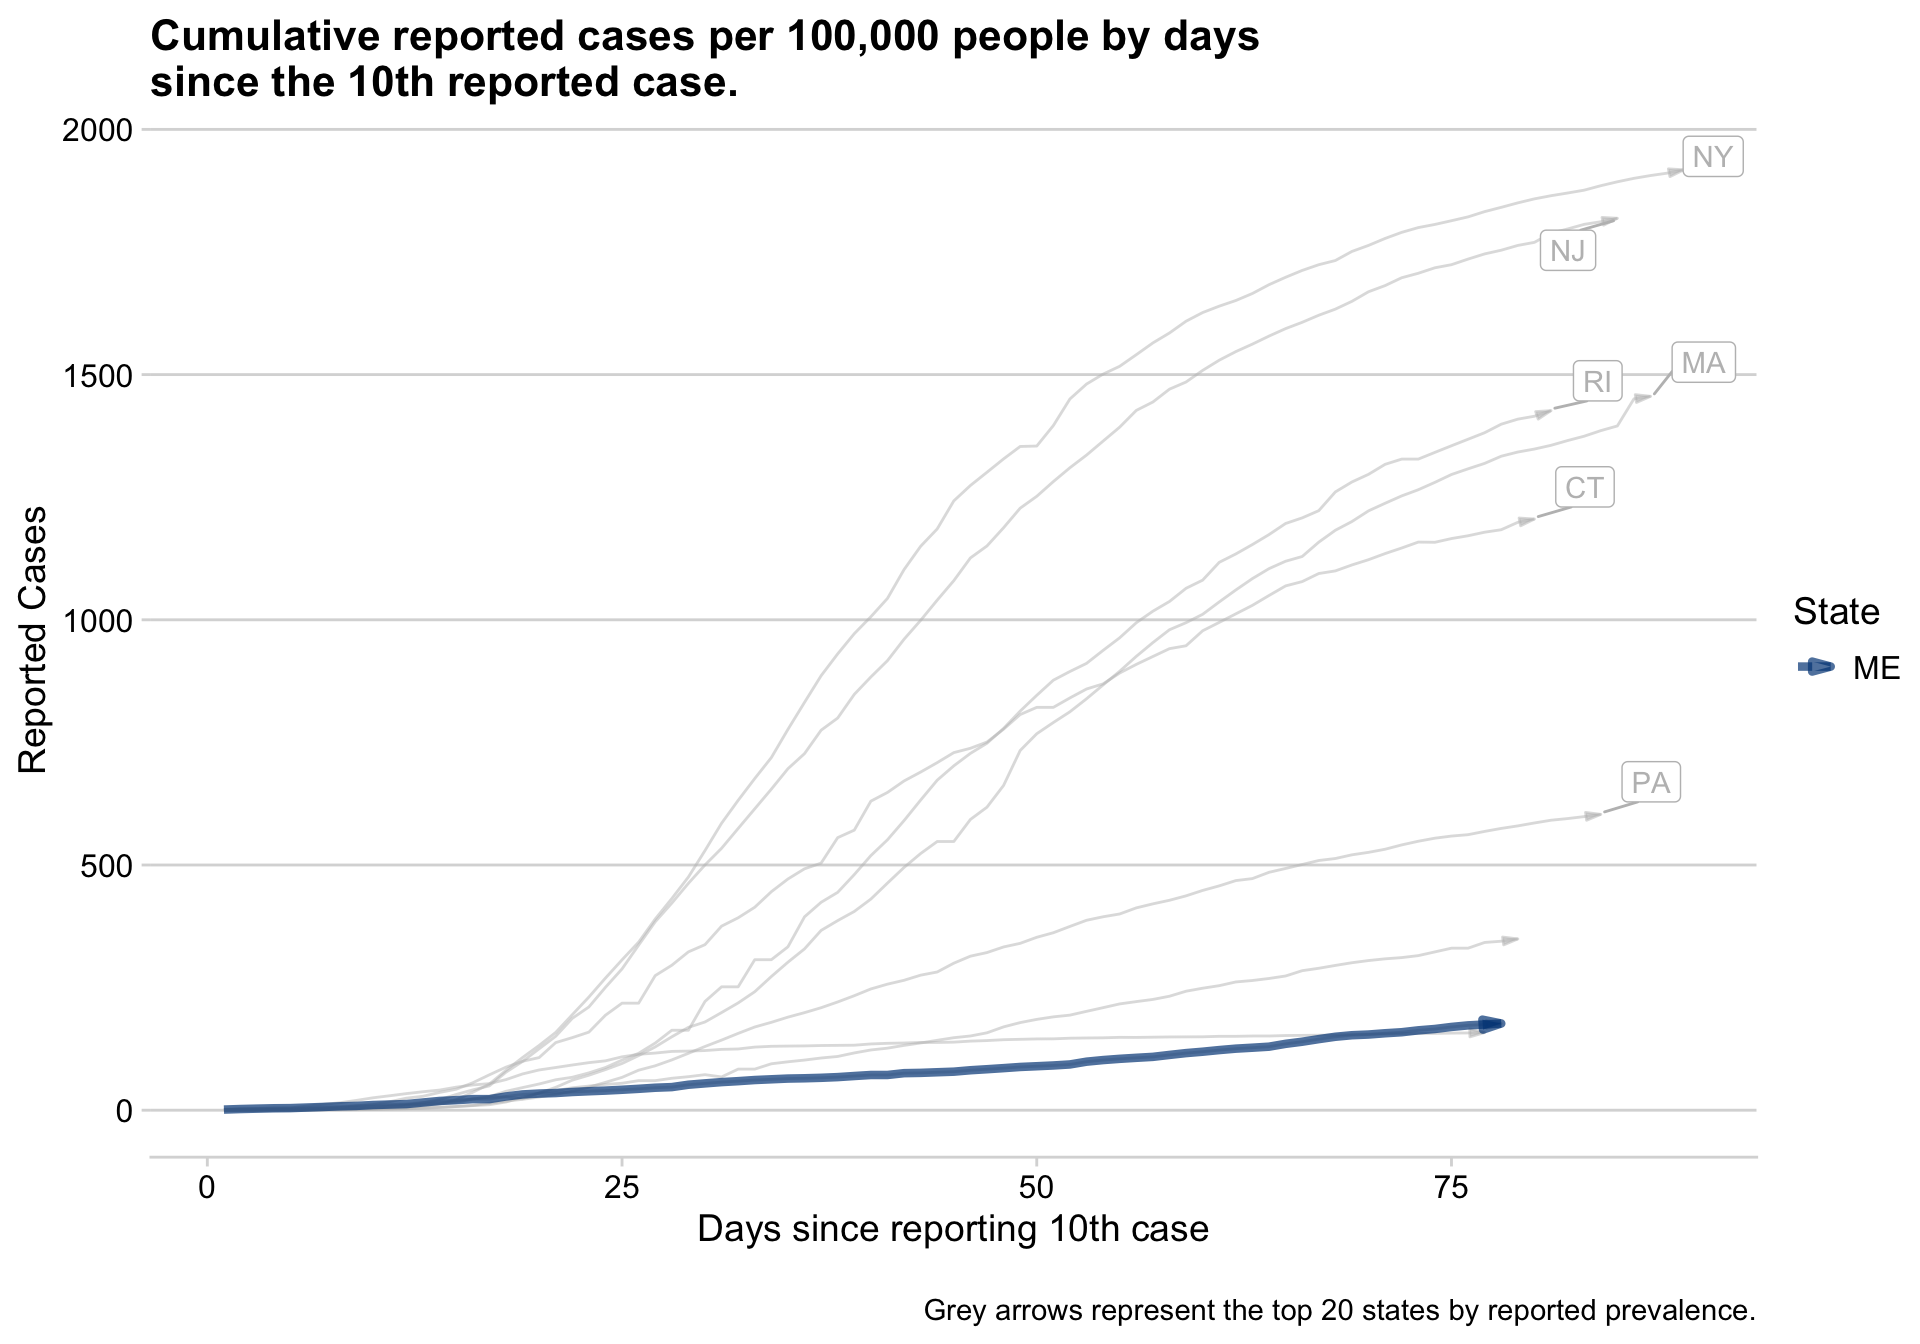 Cumulative reported cases per 100,000 people by days
since the 10th reported case.
2000
1500
1000
500
0
Reported Cases
NY
NJ
MA
RI
CT
PA
State
ME
0
25
50
75
Days since reporting 10th case
Grey arrows represent the top 20 states by reported prevalence.